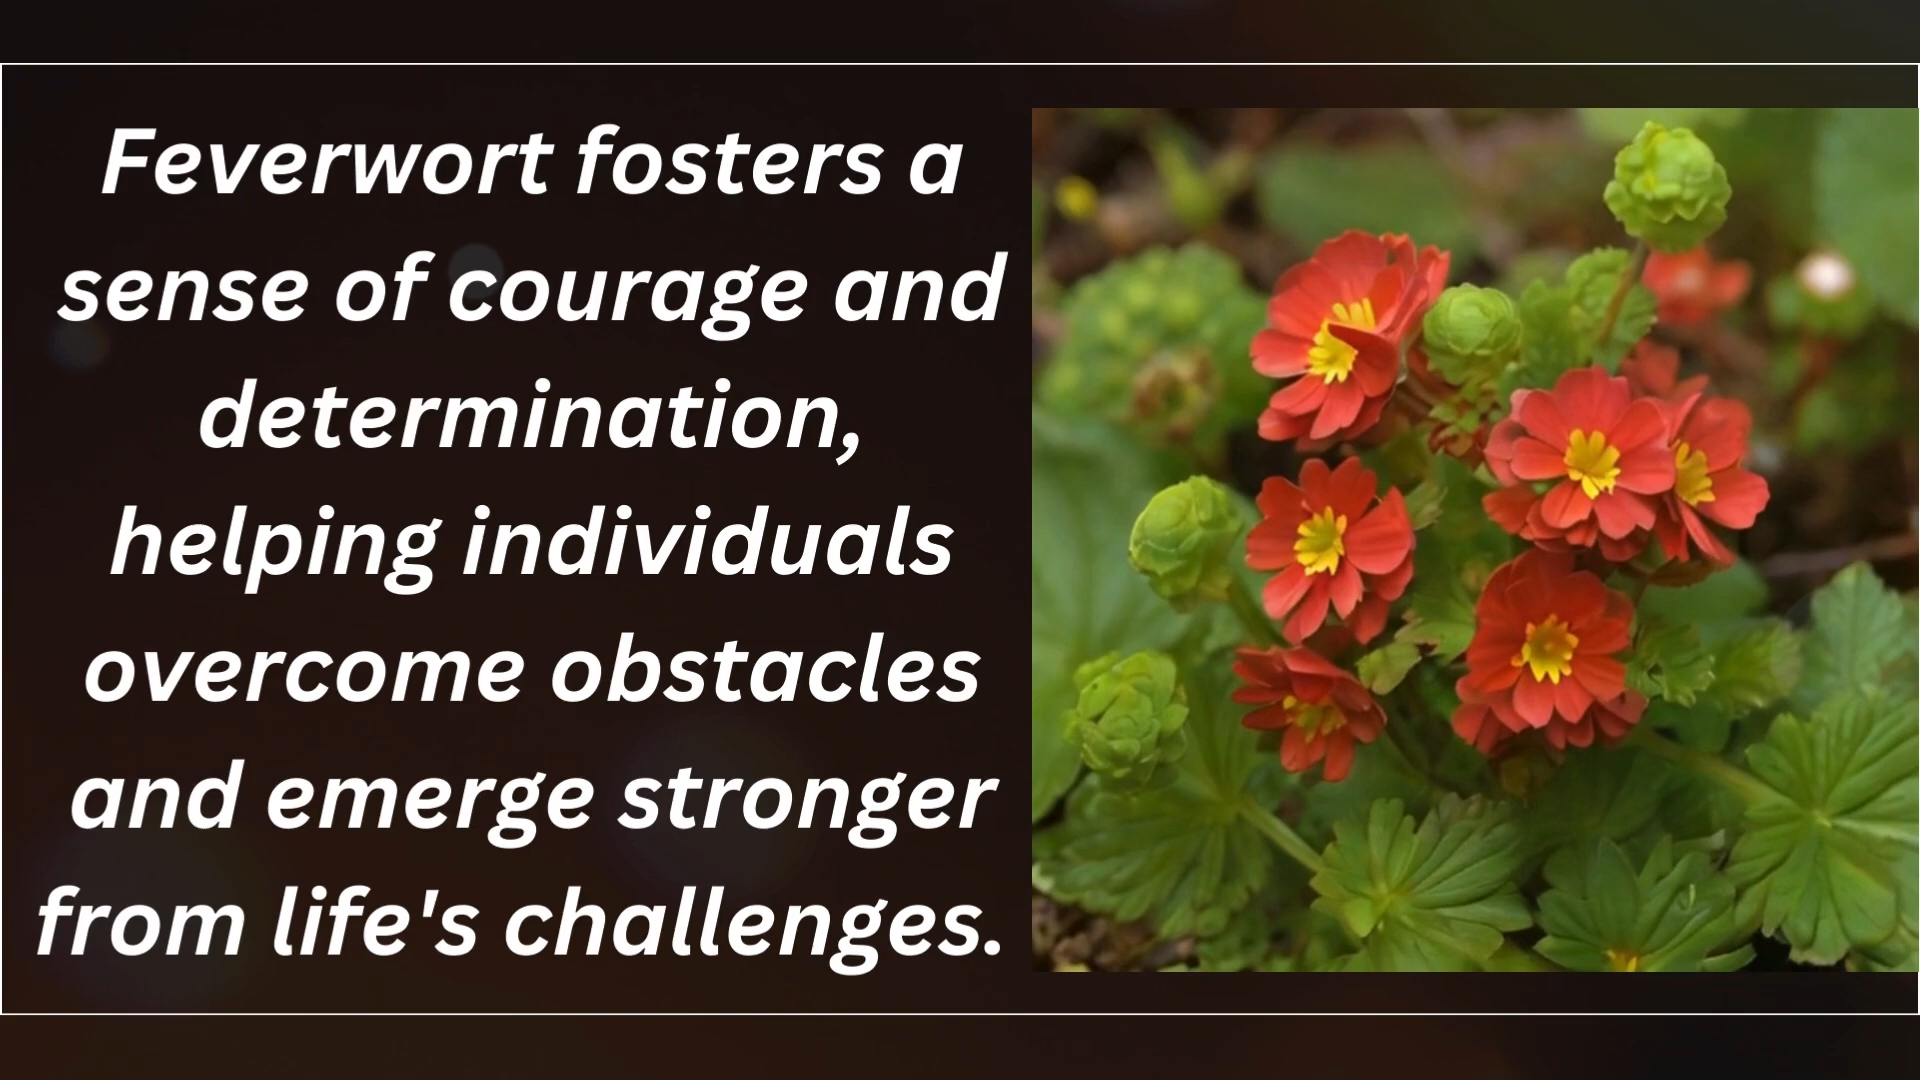 Feverwort fosters a
sense of courage and
determination,
helping individuals
overcome obstacles
and emerge stronger
from life's challenges.